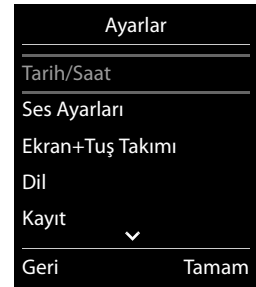 Ayarlar
Tarih/Saat
Ses Ayarları
Ekran+Tuş Takımı
Dil
Kayıt
Geri Tamam